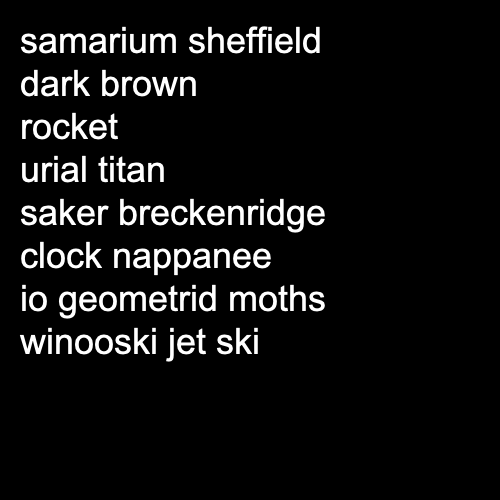 samarium sheffield
dark brown
rocket
urial titan
saker breckenridge
clock nappanee
io geometrid moths
winooski jet ski